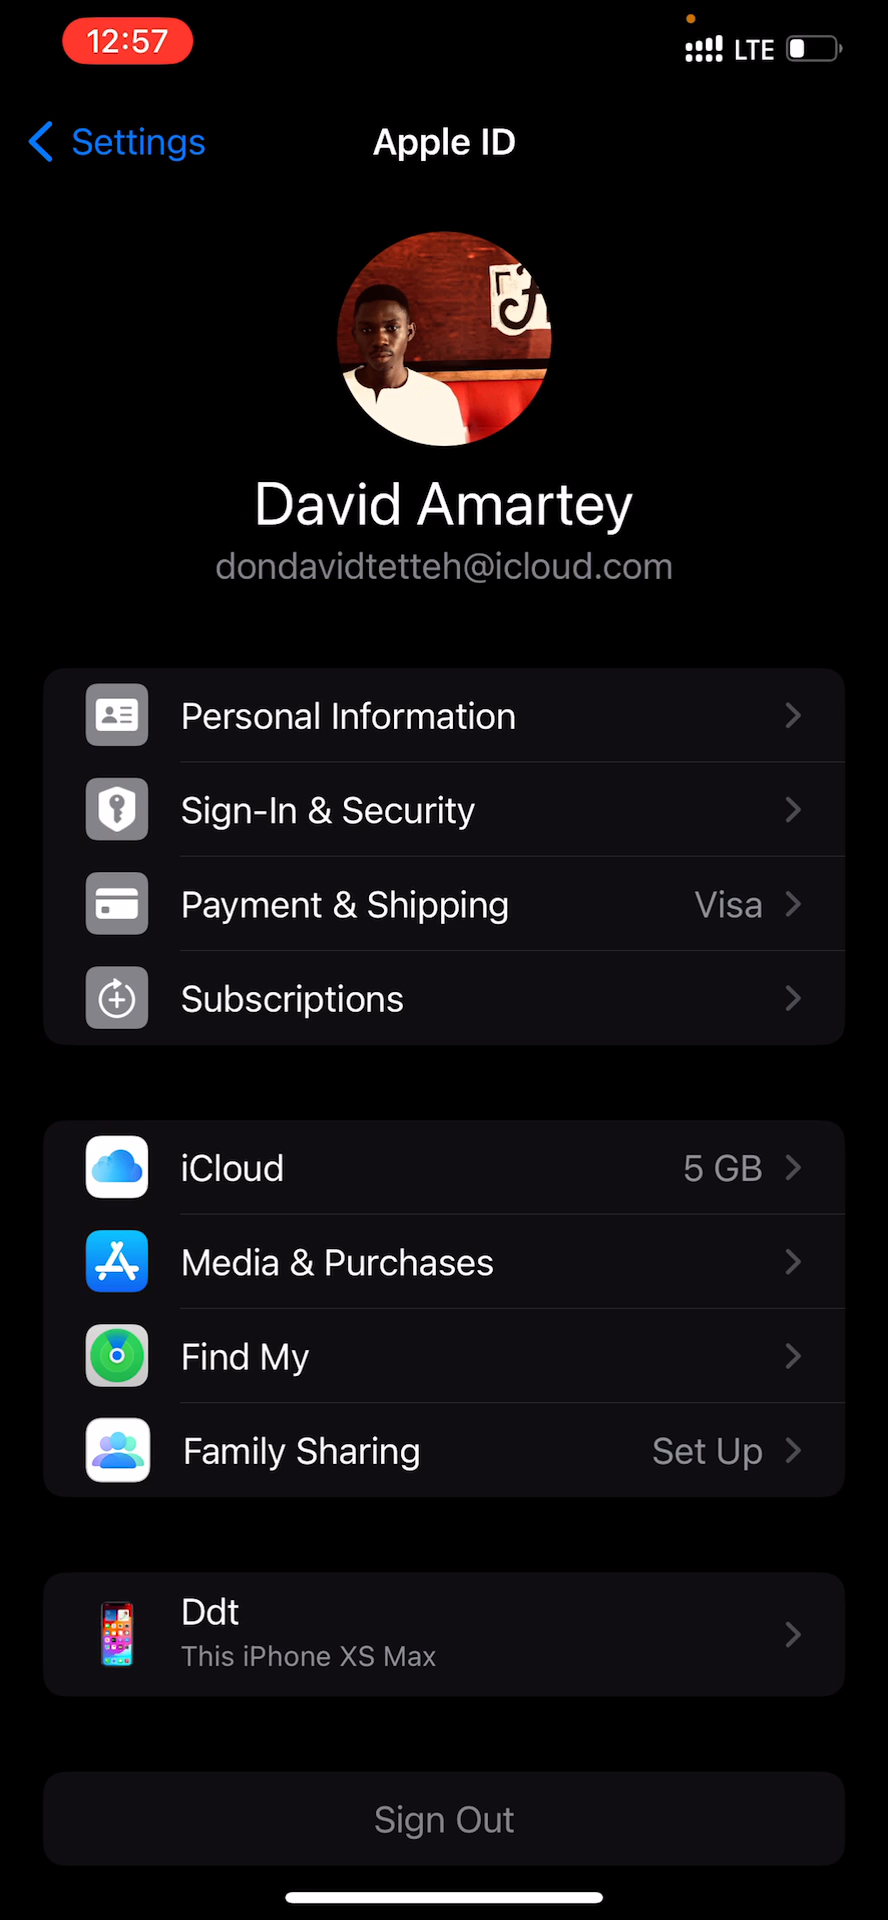 12:57
LTE
Settings
Apple ID
David Amartey
dondavidtetteh@icloud.com
Personal Information
Sign-In & Security
Payment & Shipping Visa
Subscriptions
iCloud 5 GB
Media & Purchases
Find My
Family Sharing Set Up
Ddt
This iPhone XS Max
Sign Out